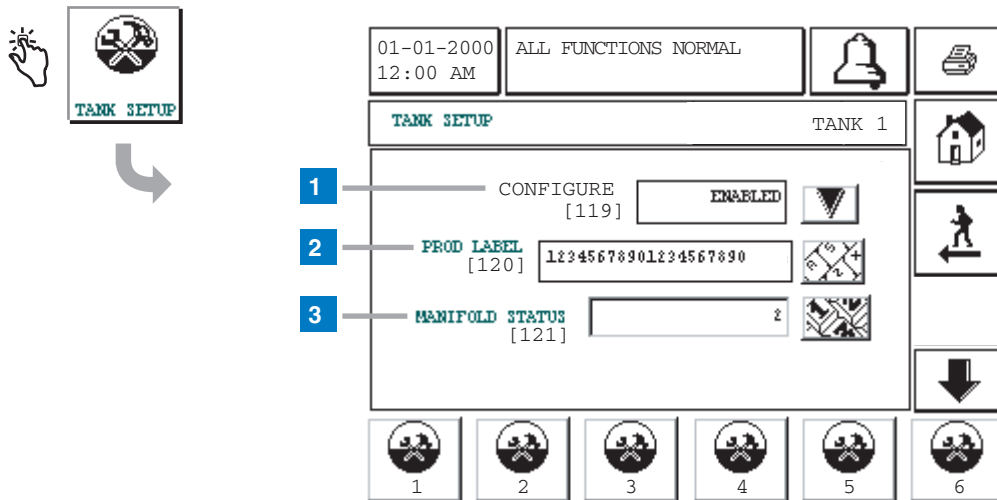 TANK SETUP
01-01-2000
12:00 AM
ALL FUNCTIONS NORMAL
TANK SETUP
TANK 1
1
CONFIGURE
[119]
ENABLED
2
PROD LABEL
[120]
12345678901234567890
3
MANIFOLD STATUS
[121]
2
1
2
3
4
5
6